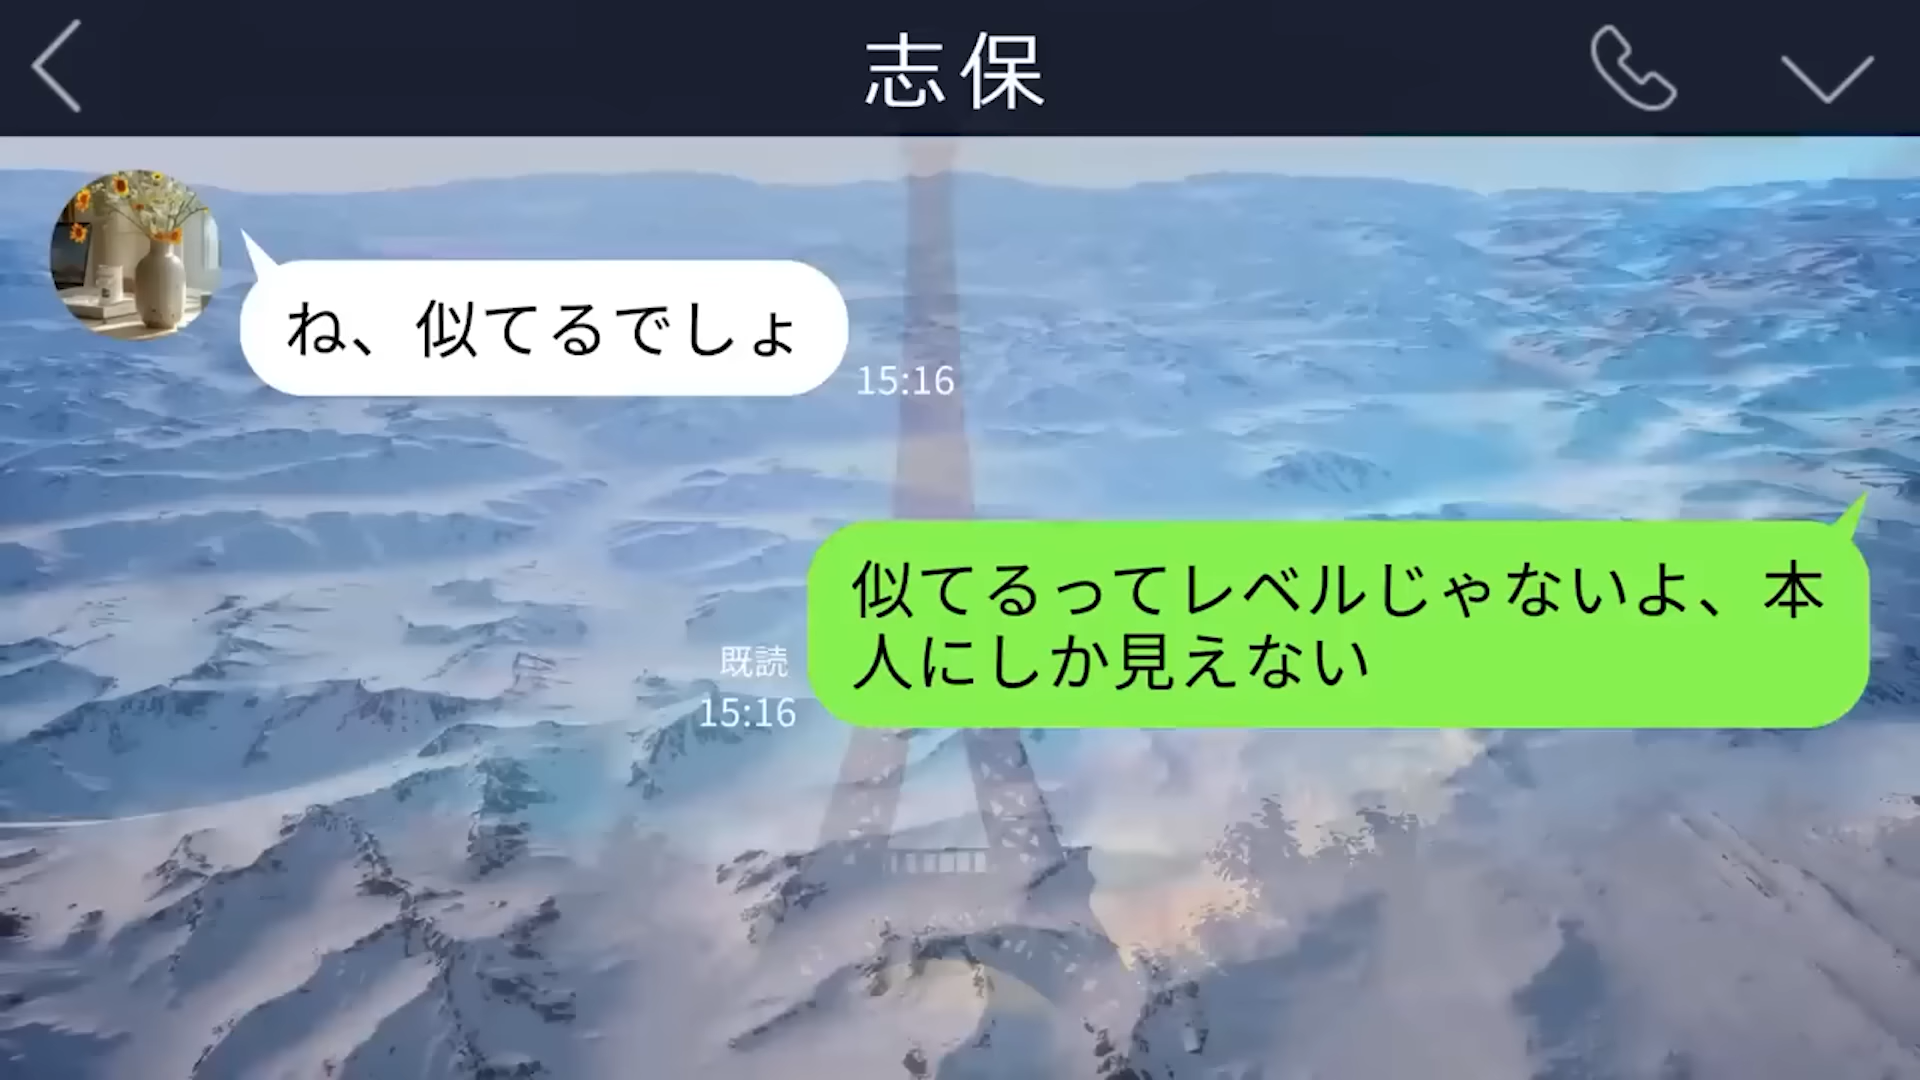 志保
ね、似てるでしょ
15:16
似てるってレベルじゃないよ、本
人にしか見えない
既読
15:16